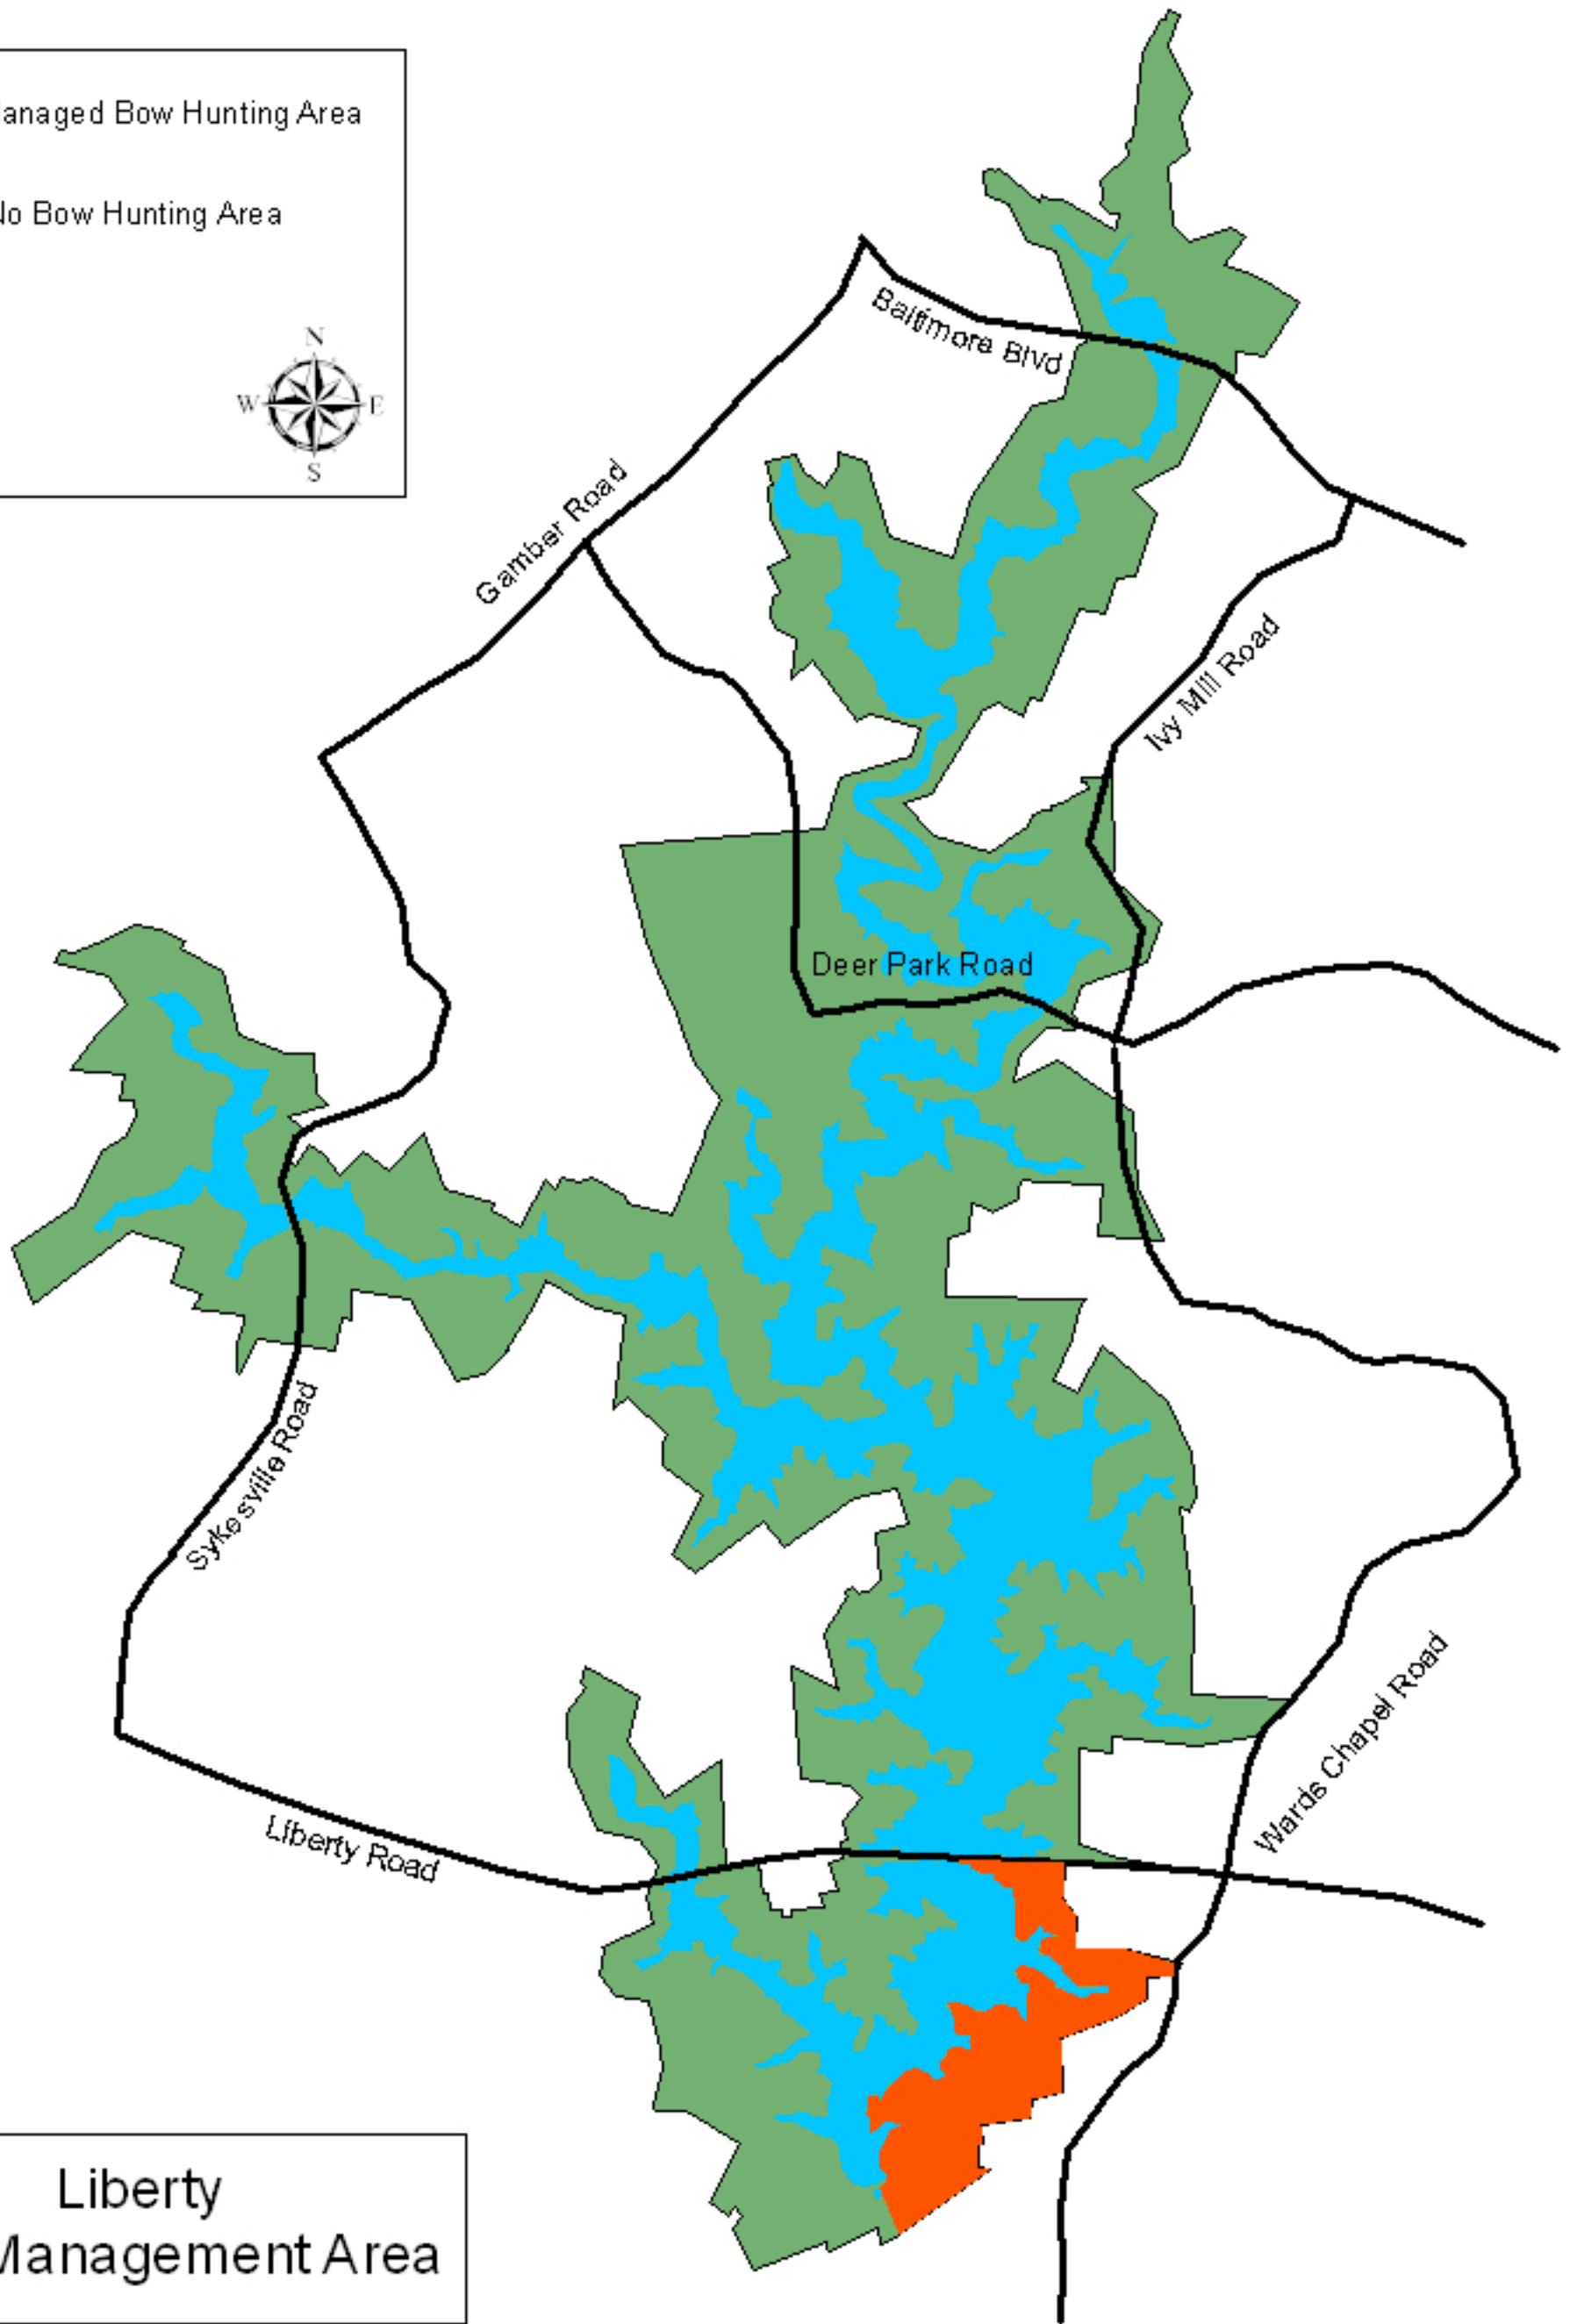 anaged Bow Hunting Area
No Bow Hunting Area
N
W
E
S
Baltimore Blvd
Gamber Road
Ivy Mill Road
Deer Park Road
Sykesville Road
Wards Chapel Road
Liberty Road
Liberty
Management Area